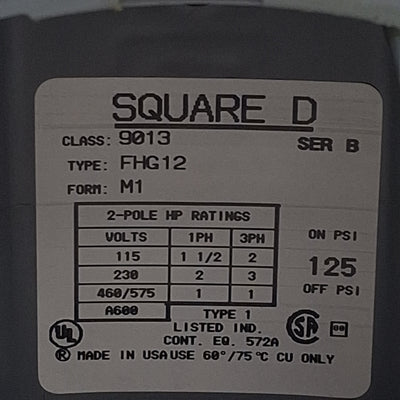 SQUARE D
CLASS: 9013 SER B
TYPE: FHG12
FORM: M1
2-POLE HP RATINGS
VOLTS 1PH 3PH ON PSI
115 1 1/2 2
230 2 3 125
460/575 1 1 OFF PSI
A600 TYPE 1
UL LISTED IND. SA
CONT. EQ. 572A
® MADE IN USA USE 60°/75°C CU ONLY